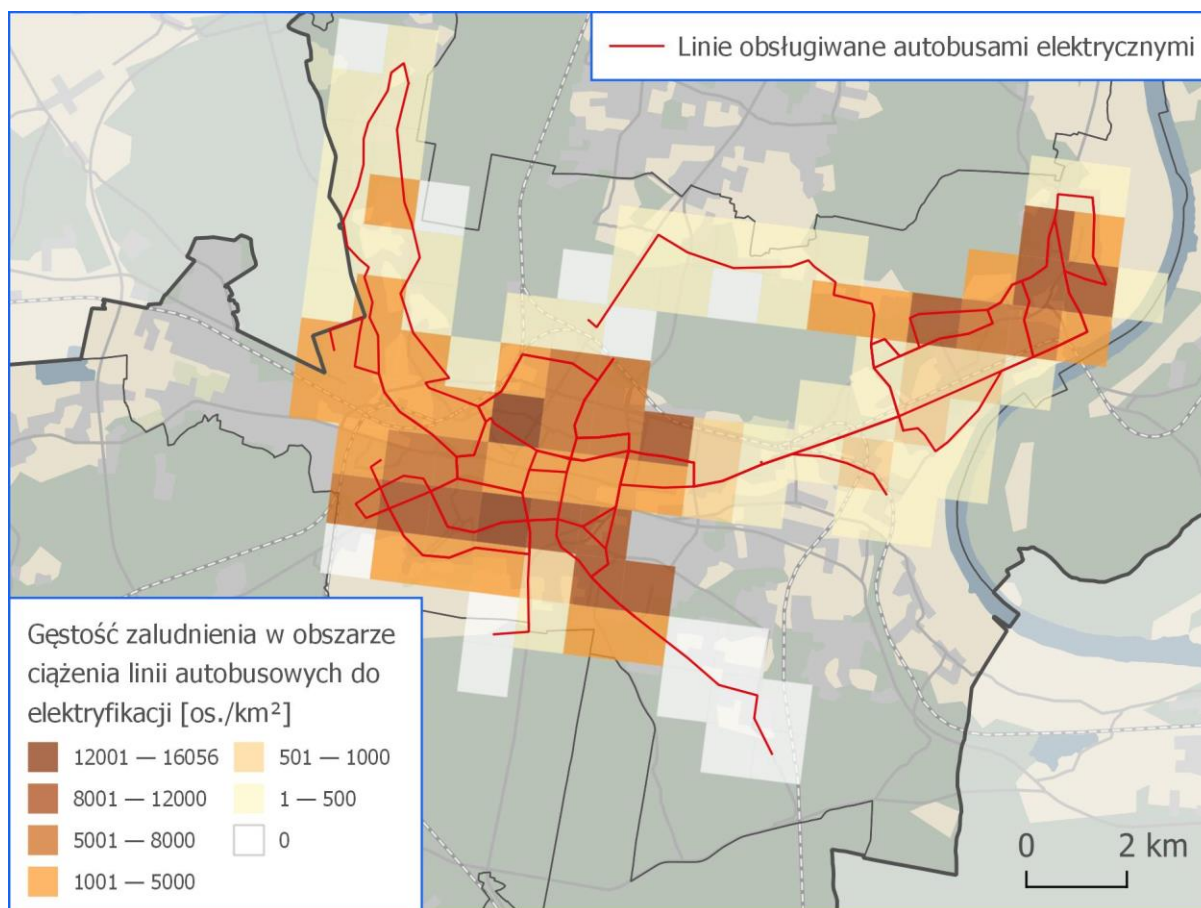 Linie obsługiwane autobusami elektrycznymi
Gęstość zaludnienia w obszarze
ciążenia linii autobusowych do
elektryfikacji [os./km²]
12001 — 16056
8001 — 12000
5001 — 8000
1001 — 5000
501 — 1000
1 — 500
0
0 2 km